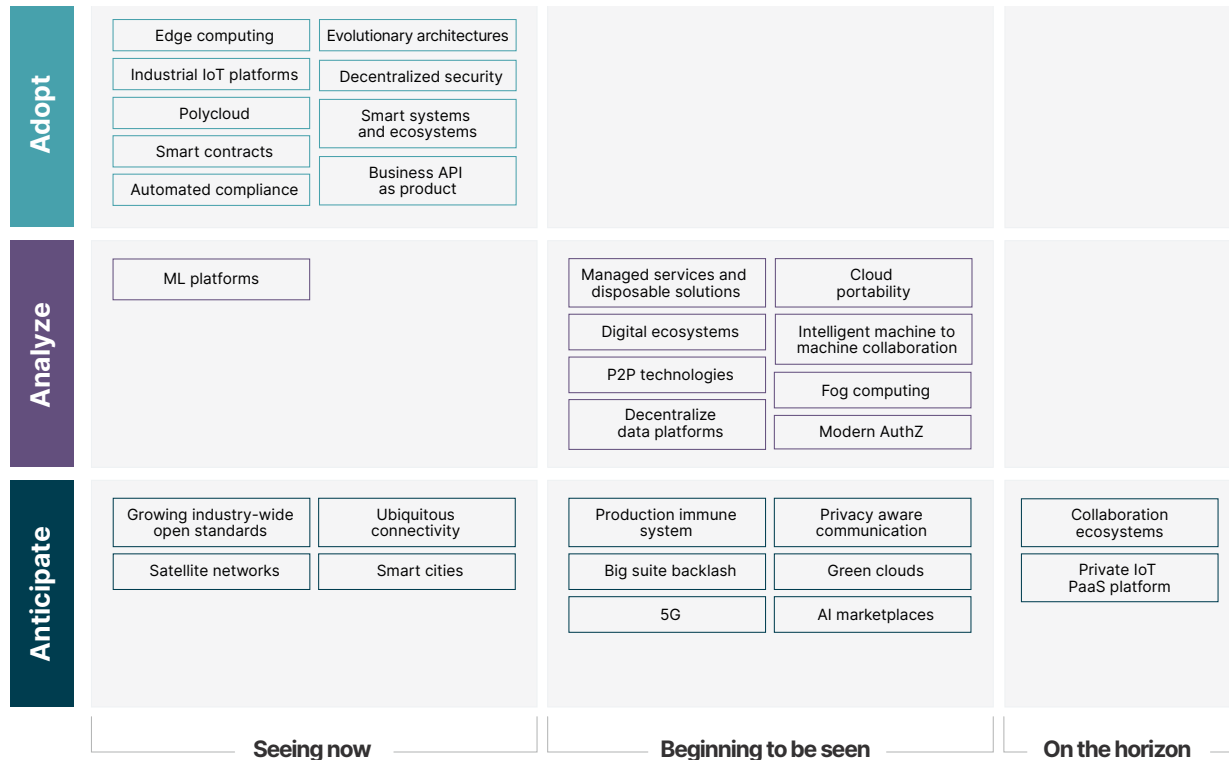 Adopt
Edge computing
Industrial IoT platforms
Polycloud
Smart contracts
Automated compliance
Evolutionary architectures
Decentralized security
Smart systems
and ecosystems
Business API
as product
Analyze
ML platforms
Managed services and
disposable solutions
Digital ecosystems
P2P technologies
Decentralize
data platforms
Cloud
portability
Intelligent machine to
machine collaboration
Fog computing
Modern AuthZ
Anticipate
Growing industry-wide
open standards
Satellite networks
Ubiquitous
connectivity
Smart cities
Production immune
system
Big suite backlash
5G
Privacy aware
communication
Green clouds
AI marketplaces
Collaboration
ecosystems
Private IoT
PaaS platform
Seeing now
Beginning to be seen
On the horizon